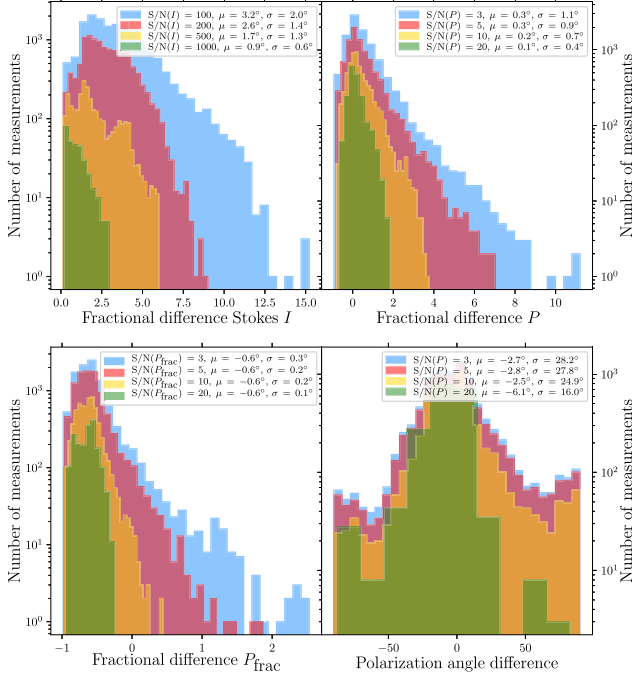 S/N(I) = 100, μ = 3.2°, σ = 2.0°
S/N(I) = 200, μ = 2.6°, σ = 1.4°
S/N(I) = 500, μ = 1.7°, σ = 1.3°
S/N(I) = 1000, μ = 0.9°, σ = 0.6°
10³
10²
10¹
10⁰
Number of measurements
0.0 2.5 5.0 7.5 10.0 12.5 15.0
Fractional difference Stokes I
S/N(P) = 3, μ = 0.3°, σ = 1.1°
S/N(P) = 5, μ = 0.3°, σ = 0.9°
S/N(P) = 10, μ = 0.2°, σ = 0.7°
S/N(P) = 20, μ = 0.1°, σ = 0.4°
10³
10²
10¹
10⁰
Number of measurements
0 2 4 6 8 10
Fractional difference P
S/N(P_frac) = 3, μ = −0.6°, σ = 0.3°
S/N(P_frac) = 5, μ = −0.6°, σ = 0.2°
S/N(P_frac) = 10, μ = −0.6°, σ = 0.2°
S/N(P_frac) = 20, μ = −0.6°, σ = 0.1°
10³
10²
10¹
10⁰
Number of measurements
−1 0 1 2
Fractional difference P_frac
S/N(P) = 3, μ = −2.7°, σ = 28.2°
S/N(P) = 5, μ = −2.8°, σ = 27.8°
S/N(P) = 10, μ = −2.5°, σ = 24.9°
S/N(P) = 20, μ = −6.1°, σ = 16.0°
10³
10²
10¹
Number of measurements
−50 0 50
Polarization angle difference